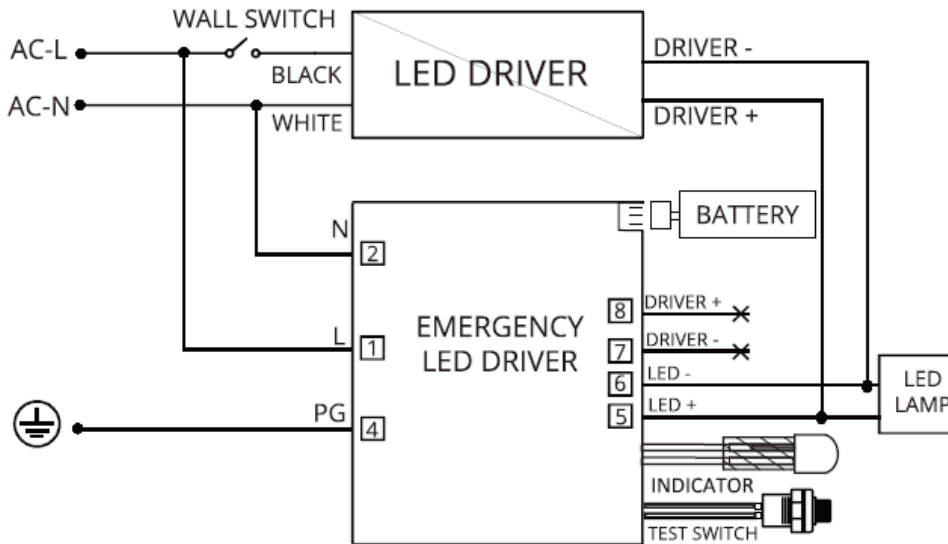 WALL SWITCH
AC-L
BLACK
LED DRIVER
DRIVER -
AC-N
WHITE
DRIVER +
BATTERY
N
2
EMERGENCY
LED DRIVER
8
DRIVER +
7
DRIVER -
L
1
6
LED -
5
LED +
LED
LAMP
PG
4
INDICATOR
TEST SWITCH